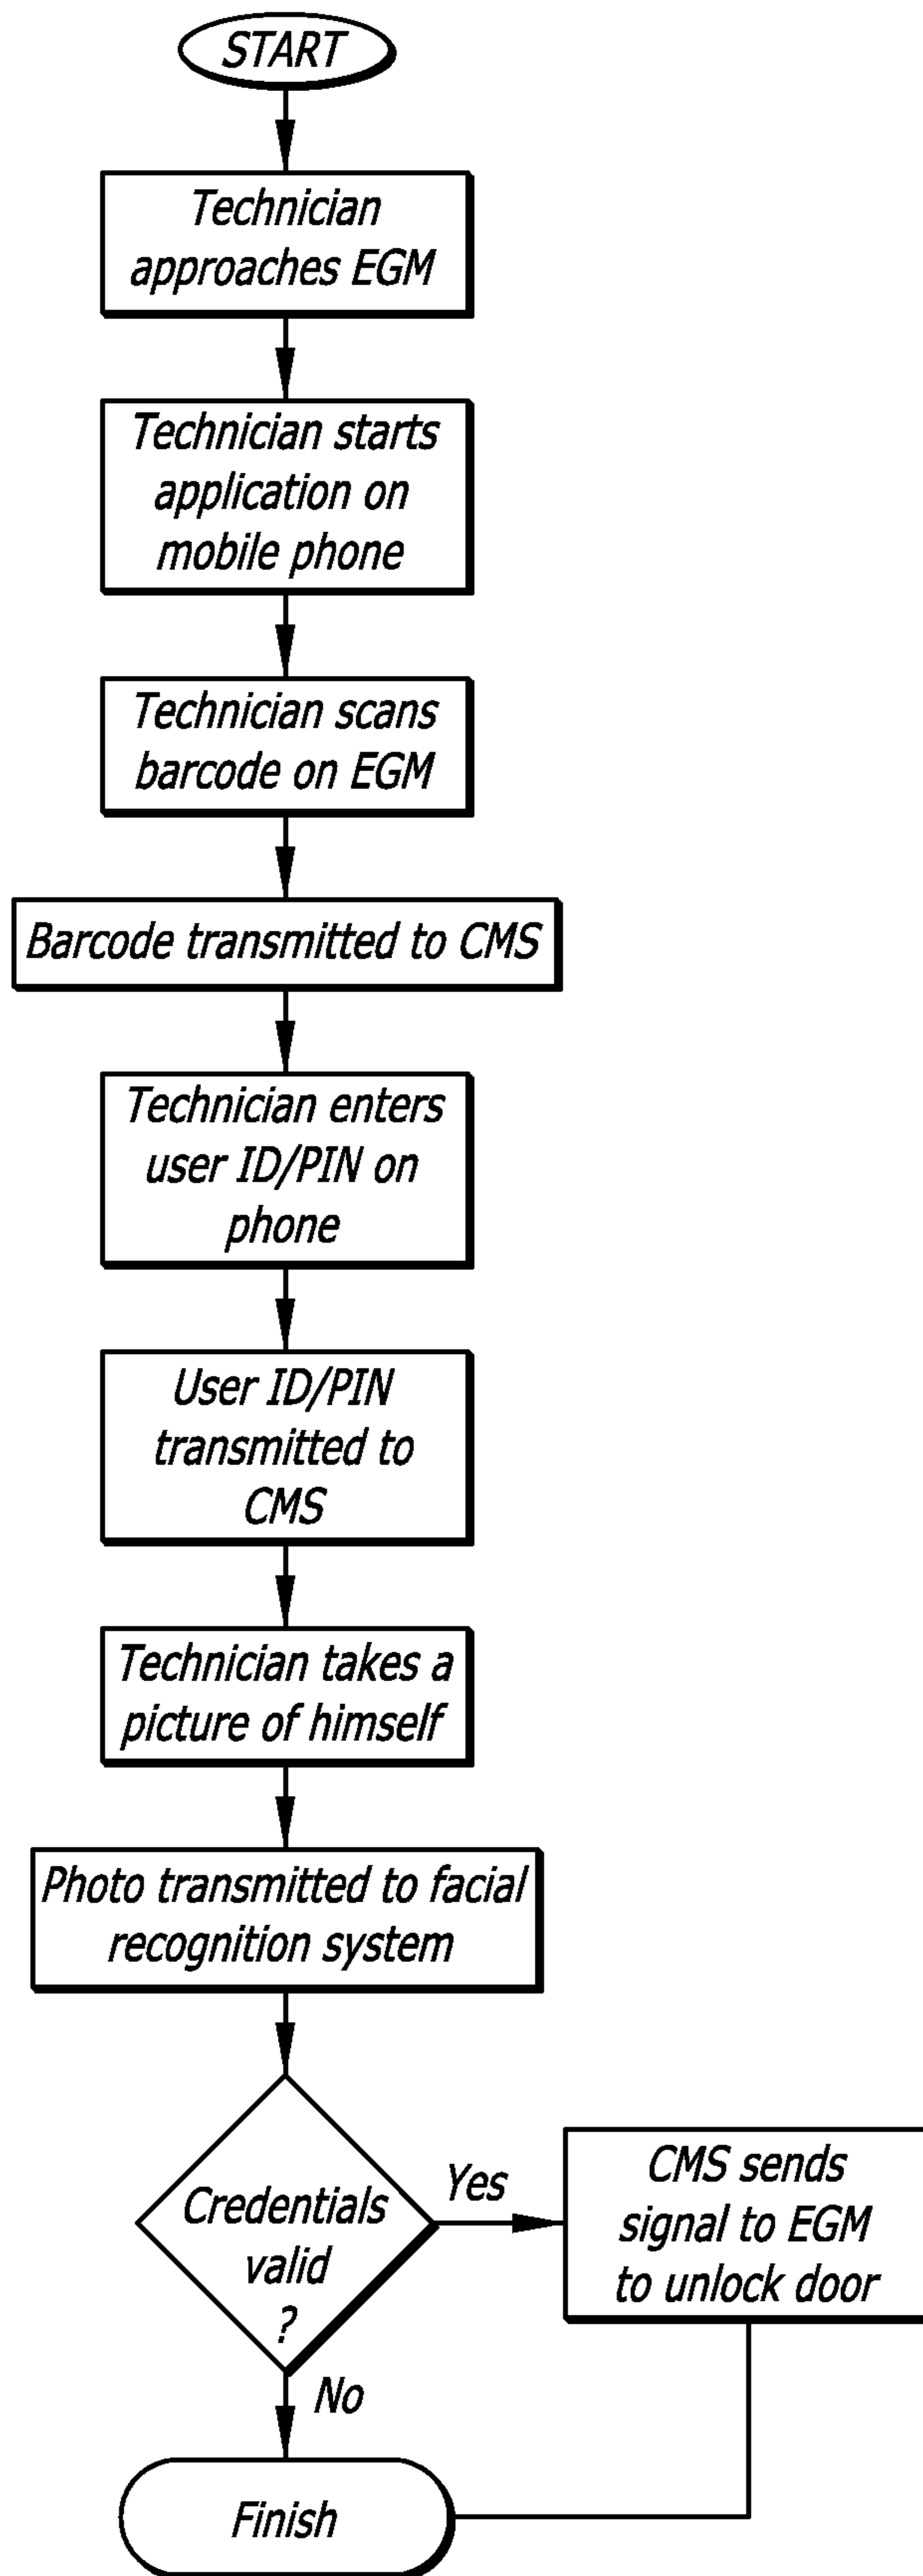 START
Technician
approaches EGM
Technician starts
application on
mobile phone
Technician scans
barcode on EGM
Barcode transmitted to CMS
Technician enters
user ID/PIN on
phone
User ID/PIN
transmitted to
CMS
Technician takes a
picture of himself
Photo transmitted to facial
recognition system
Credentials
valid
?
Yes
CMS sends
signal to EGM
to unlock door
No
Finish